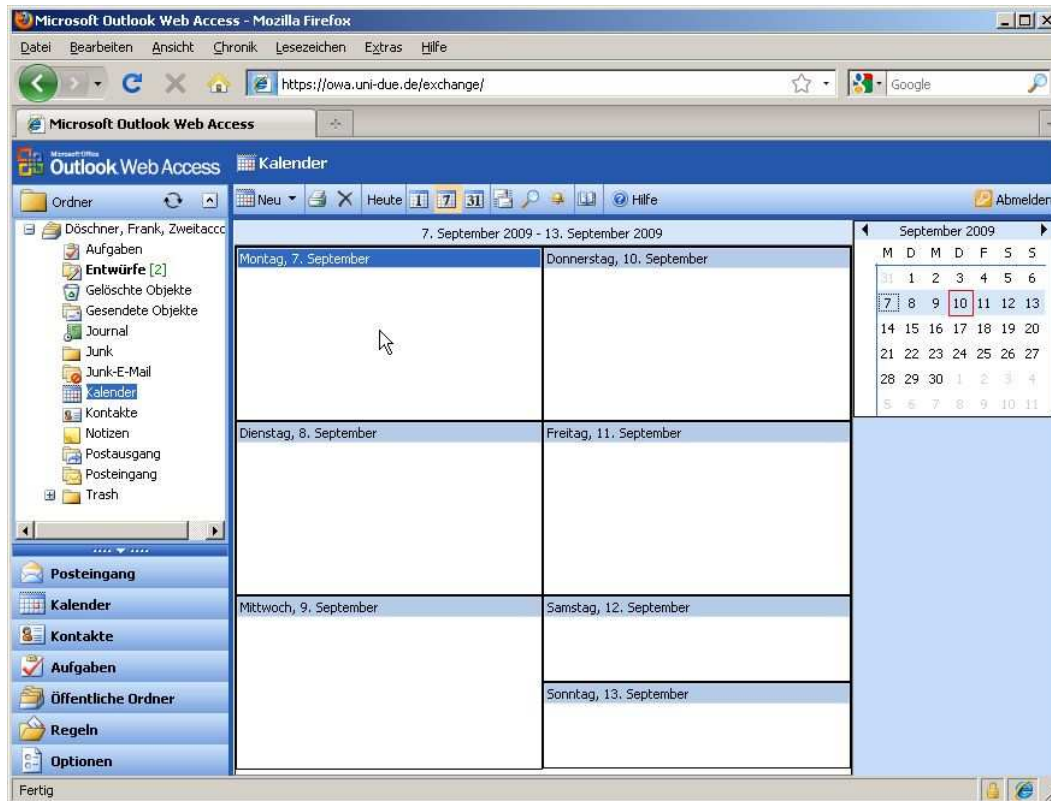 Microsoft Outlook Web Access - Mozilla Firefox
Datei Bearbeiten Ansicht Chronik Lesezeichen Extras Hilfe
https://owa.uni-due.de/exchange/
Google
Microsoft Outlook Web Access
Microsoft Office
Outlook Web Access
Kalender
Ordner
Neu
Heute 1 7 31
Hilfe
Abmelden
Döschner, Frank, Zweitacco
Aufgaben
Entwürfe [2]
Gelöschte Objekte
Gesendete Objekte
Journal
Junk
Junk-E-Mail
Kalender
Kontakte
Notizen
Postausgang
Posteingang
Trash
Posteingang
Kalender
Kontakte
Aufgaben
Öffentliche Ordner
Regeln
Optionen
7. September 2009 - 13. September 2009
Montag, 7. September
Donnerstag, 10. September
Dienstag, 8. September
Freitag, 11. September
Mittwoch, 9. September
Samstag, 12. September
Sonntag, 13. September
September 2009
M D M D F S S
31 1 2 3 4 5 6
7 8 9 10 11 12 13
14 15 16 17 18 19 20
21 22 23 24 25 26 27
28 29 30 1 2 3 4
5 6 7 8 9 10 11
Fertig